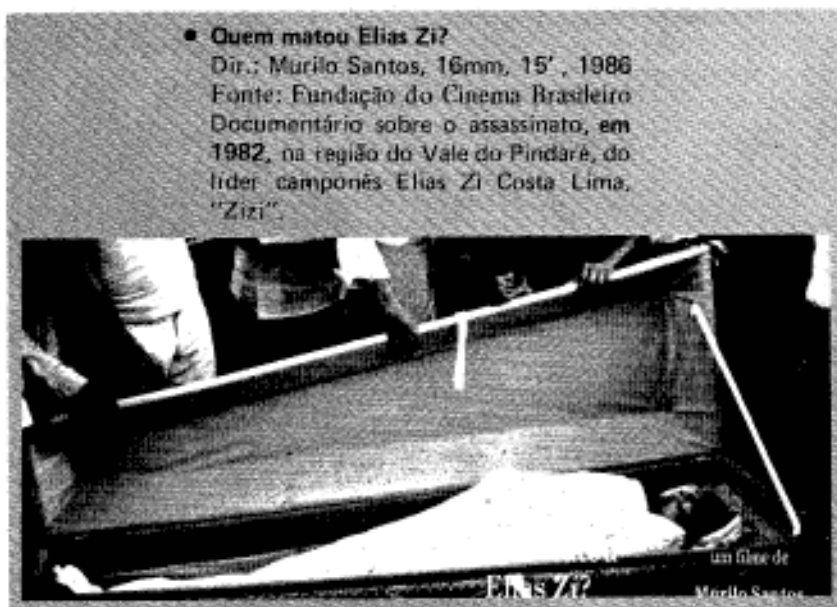 ● Quem matou Elias Zi?
Dir.: Murilo Santos, 16mm, 15', 1986
Fonte: Fundação do Cinema Brasileiro
Documentário sobre o assassinato, em
1982, na região do Vale do Pindaré, do
líder camponês Elias Zi Costa Lima,
"Zizi".
um filme de
Elias Zi?
Murilo Santos